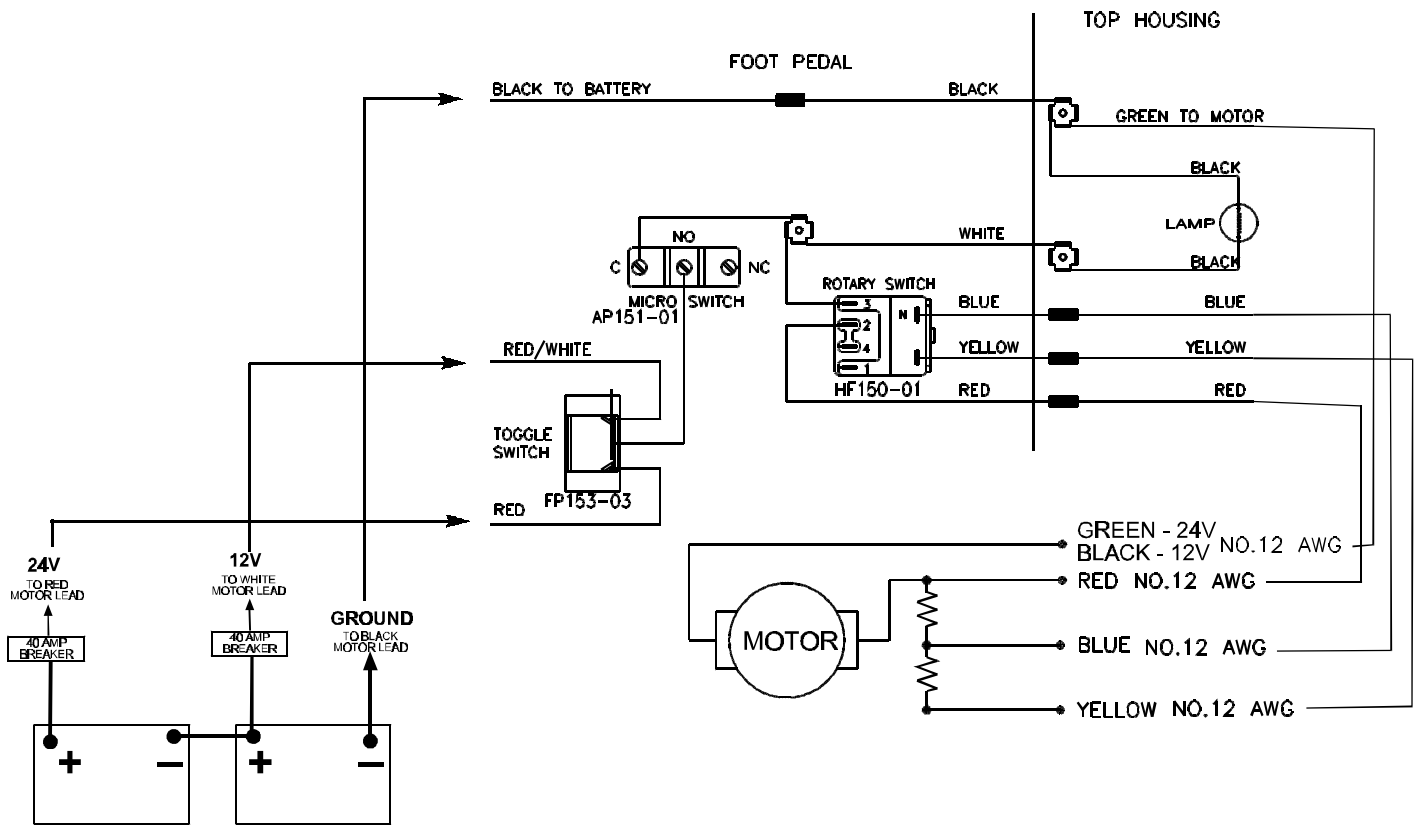 TOP HOUSING
FOOT PEDAL
BLACK TO BATTERY
BLACK
GREEN TO MOTOR
BLACK
LAMP
BLACK
WHITE
NO
C
NC
MICRO SWITCH
AP151-01
ROTARY SWITCH
3
2
4
1
N
HF150-01
BLUE
BLUE
YELLOW
YELLOW
RED
RED
RED/WHITE
TOGGLE
SWITCH
FP153-03
RED
24V
TO RED
MOTOR LEAD
40 AMP
BREAKER
12V
TO WHITE
MOTOR LEAD
40 AMP
BREAKER
GROUND
TO BLACK
MOTOR LEAD
+
−
+
−
MOTOR
GREEN - 24V
BLACK - 12V NO.12 AWG
RED NO.12 AWG
BLUE NO.12 AWG
YELLOW NO.12 AWG